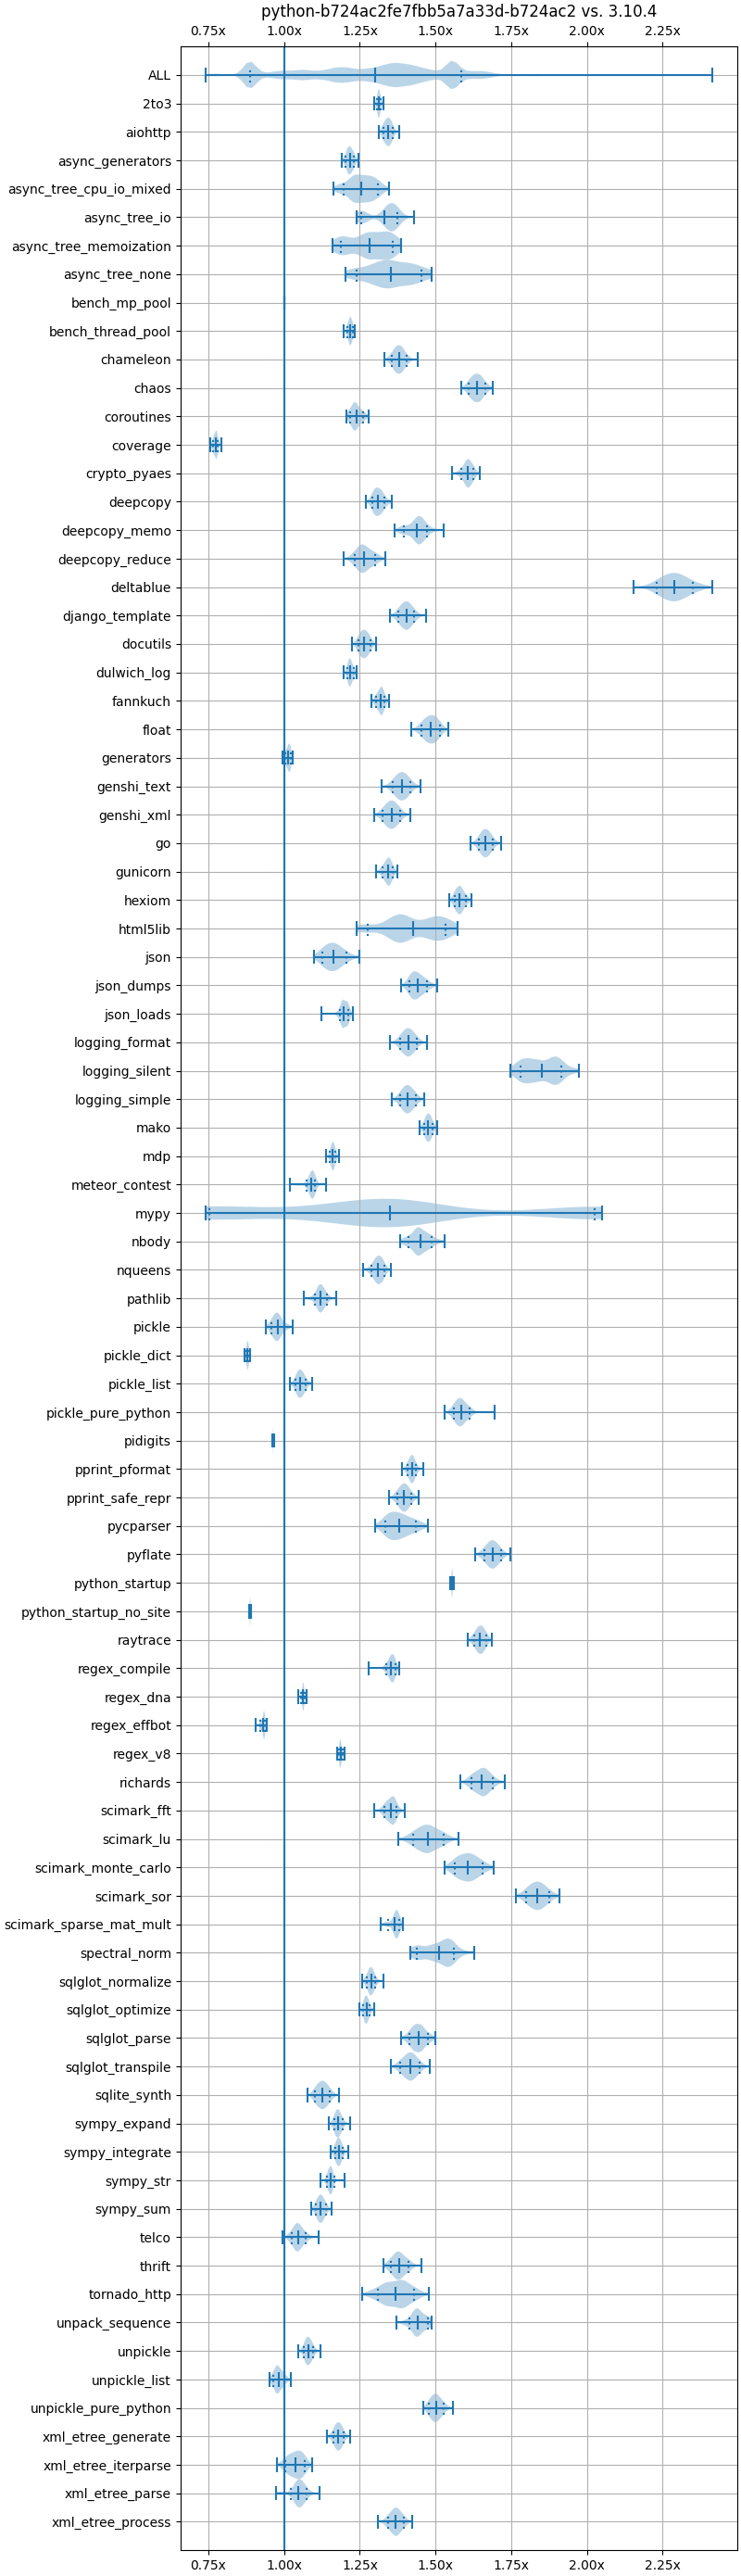 python-b724ac2fe7fbb5a7a33d-b724ac2 vs. 3.10.4
0.75x 1.00x 1.25x 1.50x 1.75x 2.00x 2.25x
ALL
2to3
aiohttp
async_generators
async_tree_cpu_io_mixed
async_tree_io
async_tree_memoization
async_tree_none
bench_mp_pool
bench_thread_pool
chameleon
chaos
coroutines
coverage
crypto_pyaes
deepcopy
deepcopy_memo
deepcopy_reduce
deltablue
django_template
docutils
dulwich_log
fannkuch
float
generators
genshi_text
genshi_xml
go
gunicorn
hexiom
html5lib
json
json_dumps
json_loads
logging_format
logging_silent
logging_simple
mako
mdp
meteor_contest
mypy
nbody
nqueens
pathlib
pickle
pickle_dict
pickle_list
pickle_pure_python
pidigits
pprint_pformat
pprint_safe_repr
pycparser
pyflate
python_startup
python_startup_no_site
raytrace
regex_compile
regex_dna
regex_effbot
regex_v8
richards
scimark_fft
scimark_lu
scimark_monte_carlo
scimark_sor
scimark_sparse_mat_mult
spectral_norm
sqlglot_normalize
sqlglot_optimize
sqlglot_parse
sqlglot_transpile
sqlite_synth
sympy_expand
sympy_integrate
sympy_str
sympy_sum
telco
thrift
tornado_http
unpack_sequence
unpickle
unpickle_list
unpickle_pure_python
xml_etree_generate
xml_etree_iterparse
xml_etree_parse
xml_etree_process
0.75x 1.00x 1.25x 1.50x 1.75x 2.00x 2.25x